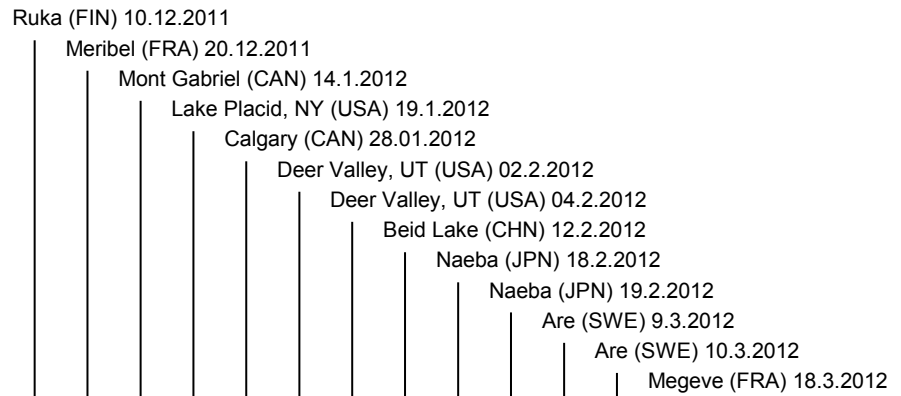 Ruka (FIN) 10.12.2011
Meribel (FRA) 20.12.2011
Mont Gabriel (CAN) 14.1.2012
Lake Placid, NY (USA) 19.1.2012
Calgary (CAN) 28.01.2012
Deer Valley, UT (USA) 02.2.2012
Deer Valley, UT (USA) 04.2.2012
Beid Lake (CHN) 12.2.2012
Naeba (JPN) 18.2.2012
Naeba (JPN) 19.2.2012
Are (SWE) 9.3.2012
Are (SWE) 10.3.2012
Megeve (FRA) 18.3.2012